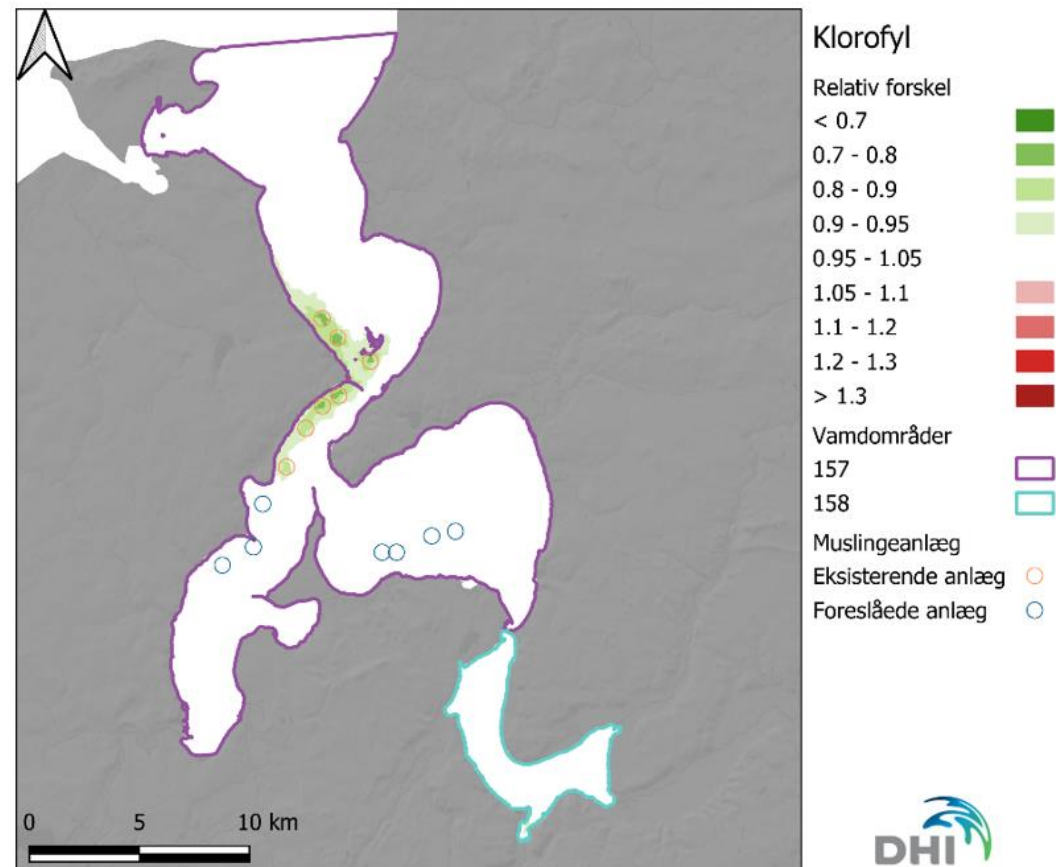 Klorofyl
Relativ forskel
< 0.7
0.7 - 0.8
0.8 - 0.9
0.9 - 0.95
0.95 - 1.05
1.05 - 1.1
1.1 - 1.2
1.2 - 1.3
> 1.3
Vamdområder
157
158
Muslingeanlæg
Eksisterende anlæg
Foreslåede anlæg
0 5 10 km
DHI